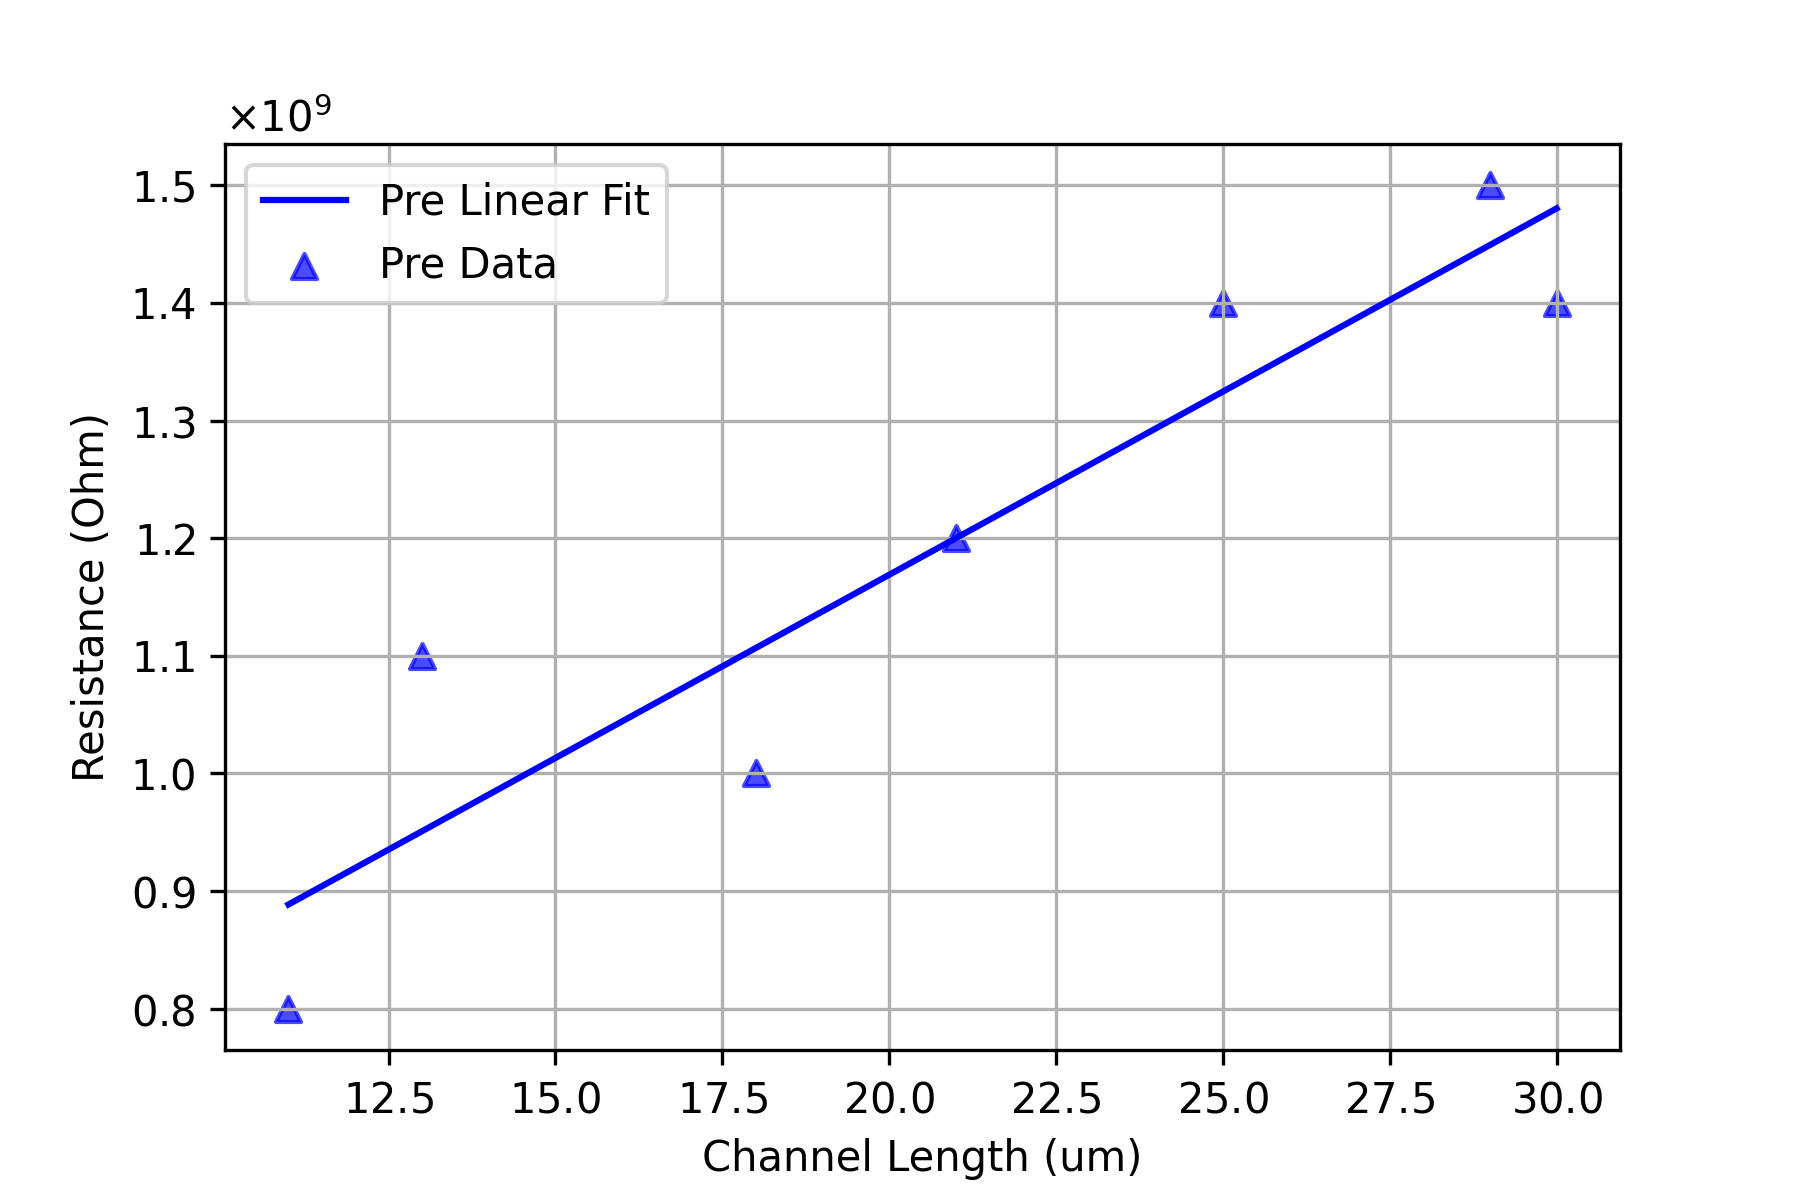 ×10⁹
Pre Linear Fit
Pre Data
1.5
1.4
1.3
1.2
1.1
1.0
0.9
0.8
Resistance (Ohm)
12.5 15.0 17.5 20.0 22.5 25.0 27.5 30.0
Channel Length (um)